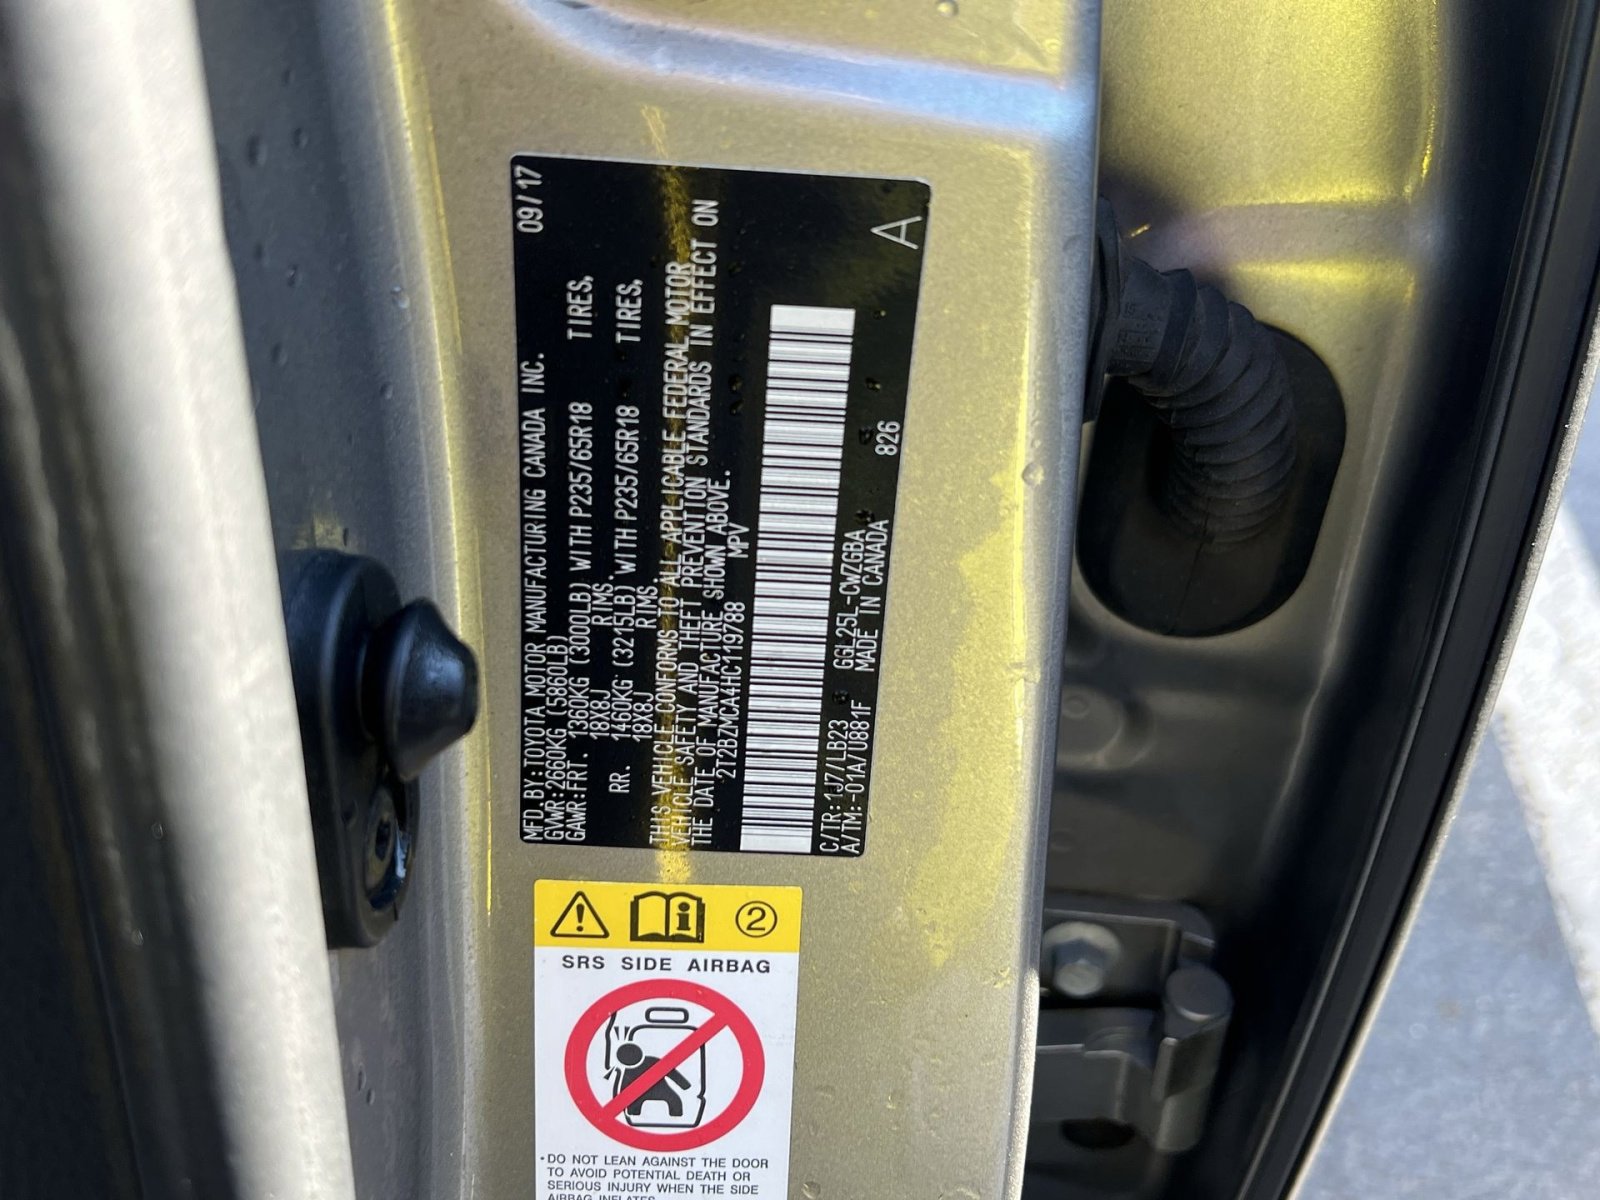 MFD.BY:TOYOTA MOTOR MANUFACTURING CANADA INC. 09/17
GVWR:2660KG (5860LB)
GAWR:FRT. 1360KG (3000LB) WITH P235/65R18 TIRES,
18X8J RIMS.
RR. 1460KG (3215LB) WITH P235/65R18 TIRES,
18X8J RIMS.
THIS VEHICLE CONFORMS TO ALL APPLICABLE FEDERAL MOTOR
VEHICLE SAFETY AND THEFT PREVENTION STANDARDS IN EFFECT ON
THE DATE OF MANUFACTURE SHOWN ABOVE.
2T2BZMCA4HC119788 MPV
C/TR:1J7/LB23 GGL25L-CWZGBA 826 A
A/TM:-01A/U881F MADE IN CANADA
2
SRS SIDE AIRBAG
•DO NOT LEAN AGAINST THE DOOR
TO AVOID POTENTIAL DEATH OR
SERIOUS INJURY WHEN THE SIDE
AIRBAG INFLATES.